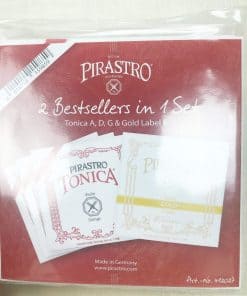 PIRASTRO
2 Bestsellers in 1 Set
Tonica A, D, G & Gold Label
PIRASTRO
TONICA
Violin
Strings
PIRASTRO
Made in Germany
www.pirastro.com